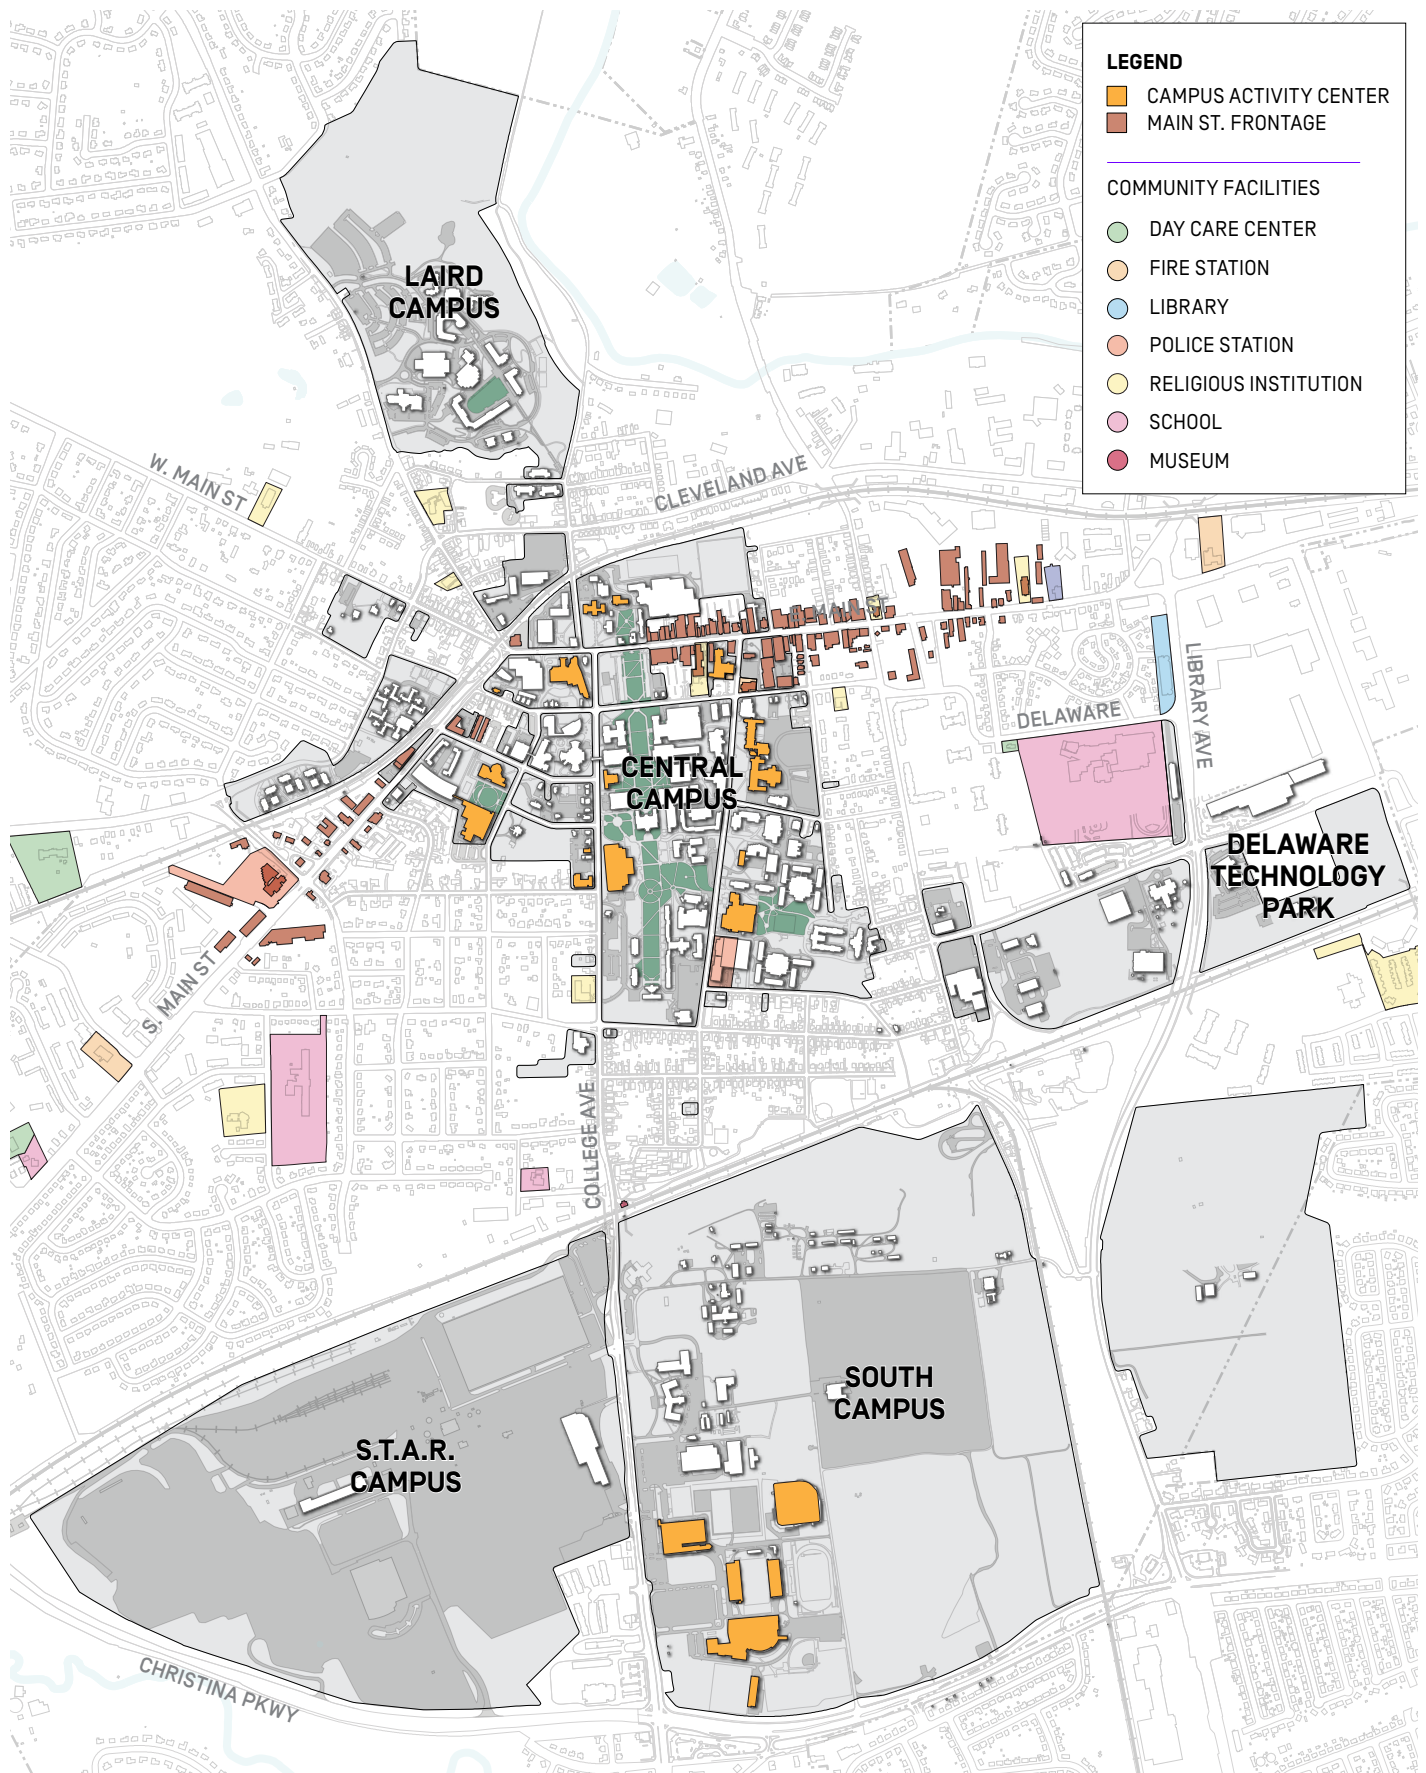 LEGEND
CAMPUS ACTIVITY CENTER
MAIN ST. FRONTAGE
COMMUNITY FACILITIES
DAY CARE CENTER
FIRE STATION
LIBRARY
POLICE STATION
RELIGIOUS INSTITUTION
SCHOOL
MUSEUM
LAIRD
CAMPUS
W. MAIN ST
CLEVELAND AVE
E. MAIN ST
LIBRARY AVE
DELAWARE
CENTRAL
CAMPUS
DELAWARE
TECHNOLOGY
PARK
S. MAIN ST
COLLEGE AVE
SOUTH
CAMPUS
S.T.A.R.
CAMPUS
CHRISTINA PKWY